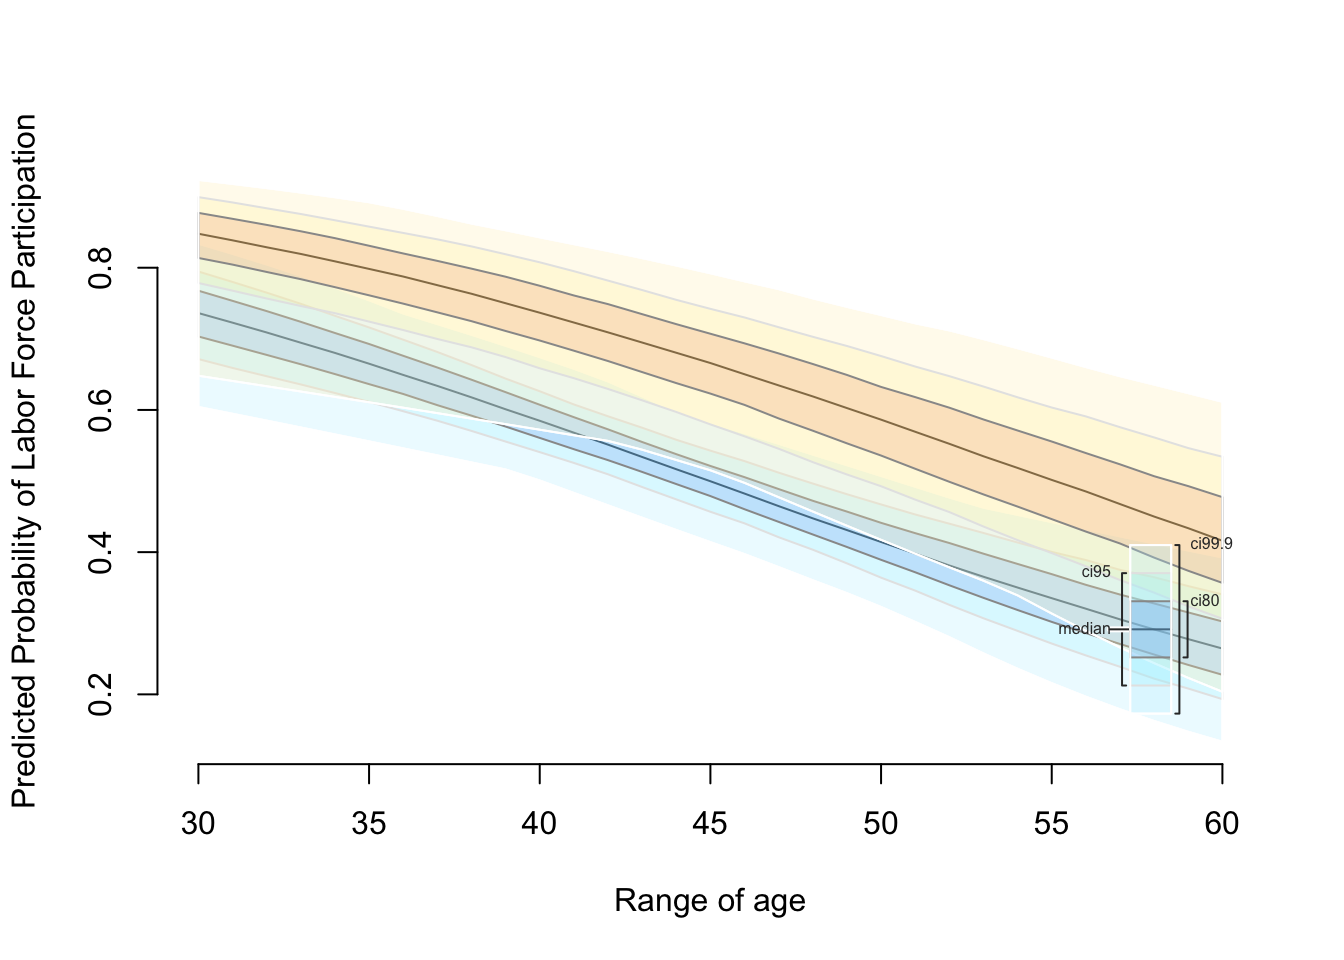 Predicted Probability of Labor Force Participation
0.8
0.6
0.4
0.2
ci99.9
ci95
ci80
median
30 35 40 45 50 55 60
Range of age